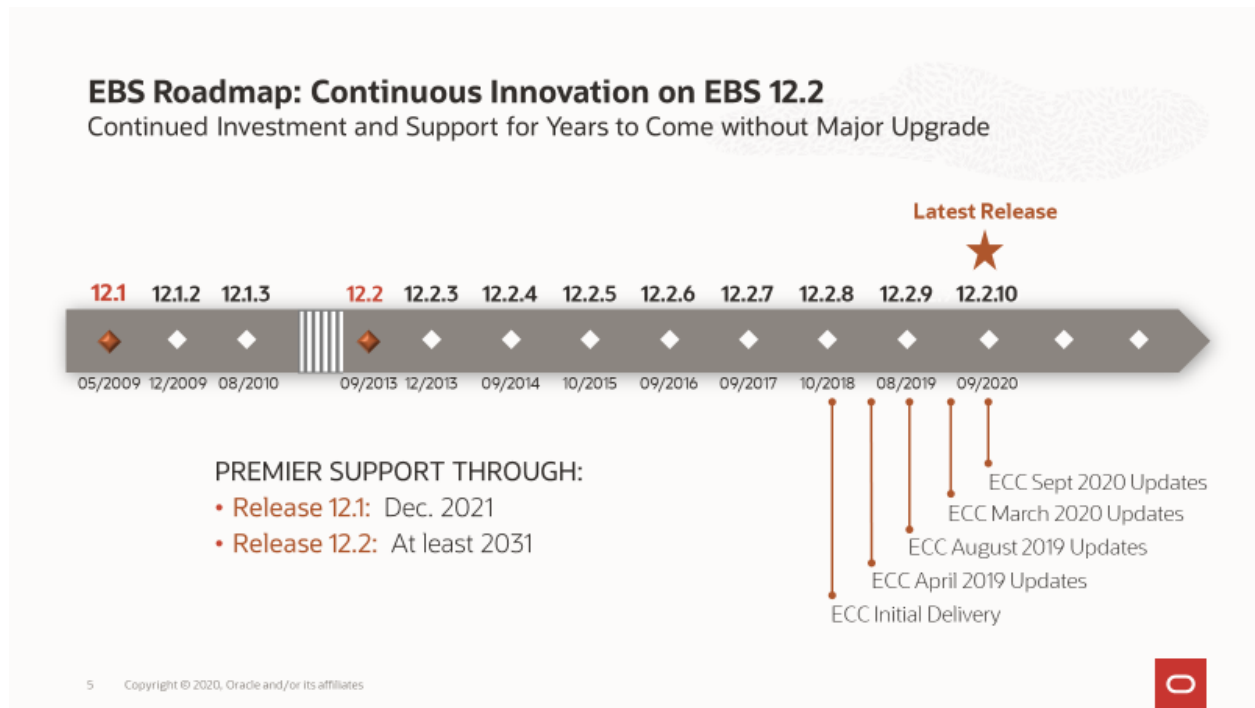 EBS Roadmap: Continuous Innovation on EBS 12.2
Continued Investment and Support for Years to Come without Major Upgrade
Latest Release
12.1 12.1.2 12.1.3 12.2 12.2.3 12.2.4 12.2.5 12.2.6 12.2.7 12.2.8 12.2.9 12.2.10
05/2009 12/2009 08/2010 09/2013 12/2013 09/2014 10/2015 09/2016 09/2017 10/2018 08/2019 09/2020
PREMIER SUPPORT THROUGH:
• Release 12.1: Dec. 2021
• Release 12.2: At least 2031
ECC Sept 2020 Updates
ECC March 2020 Updates
ECC August 2019 Updates
ECC April 2019 Updates
ECC Initial Delivery
5 Copyright © 2020, Oracle and/or its affiliates